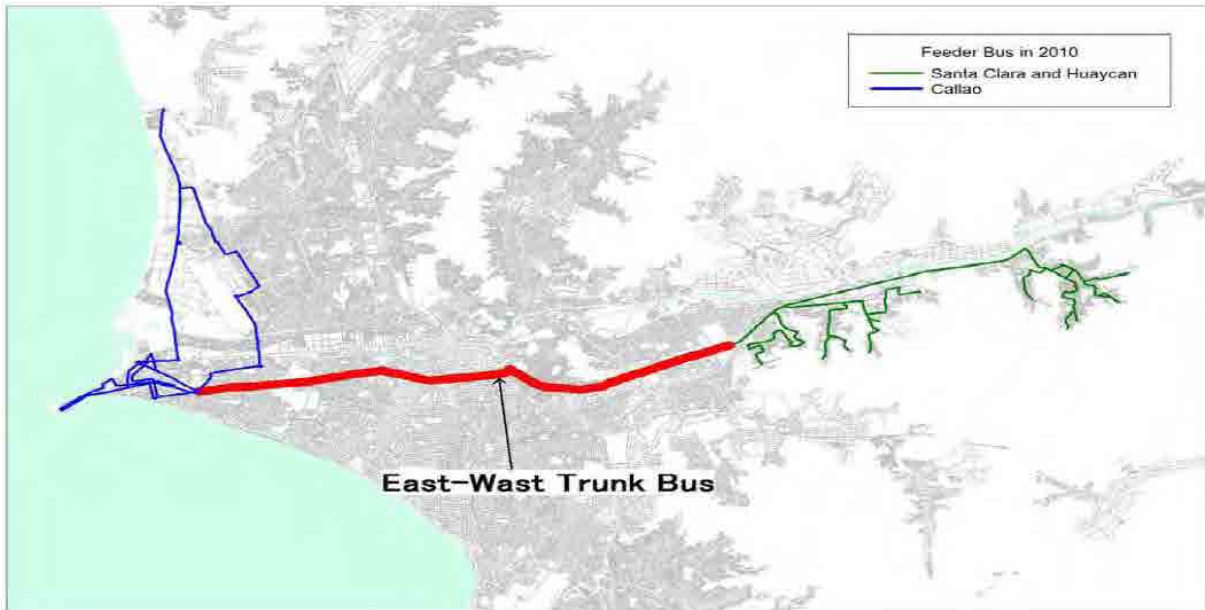 Feeder Bus in 2010
Santa Clara and Huaycan
Callao
East-Wast Trunk Bus